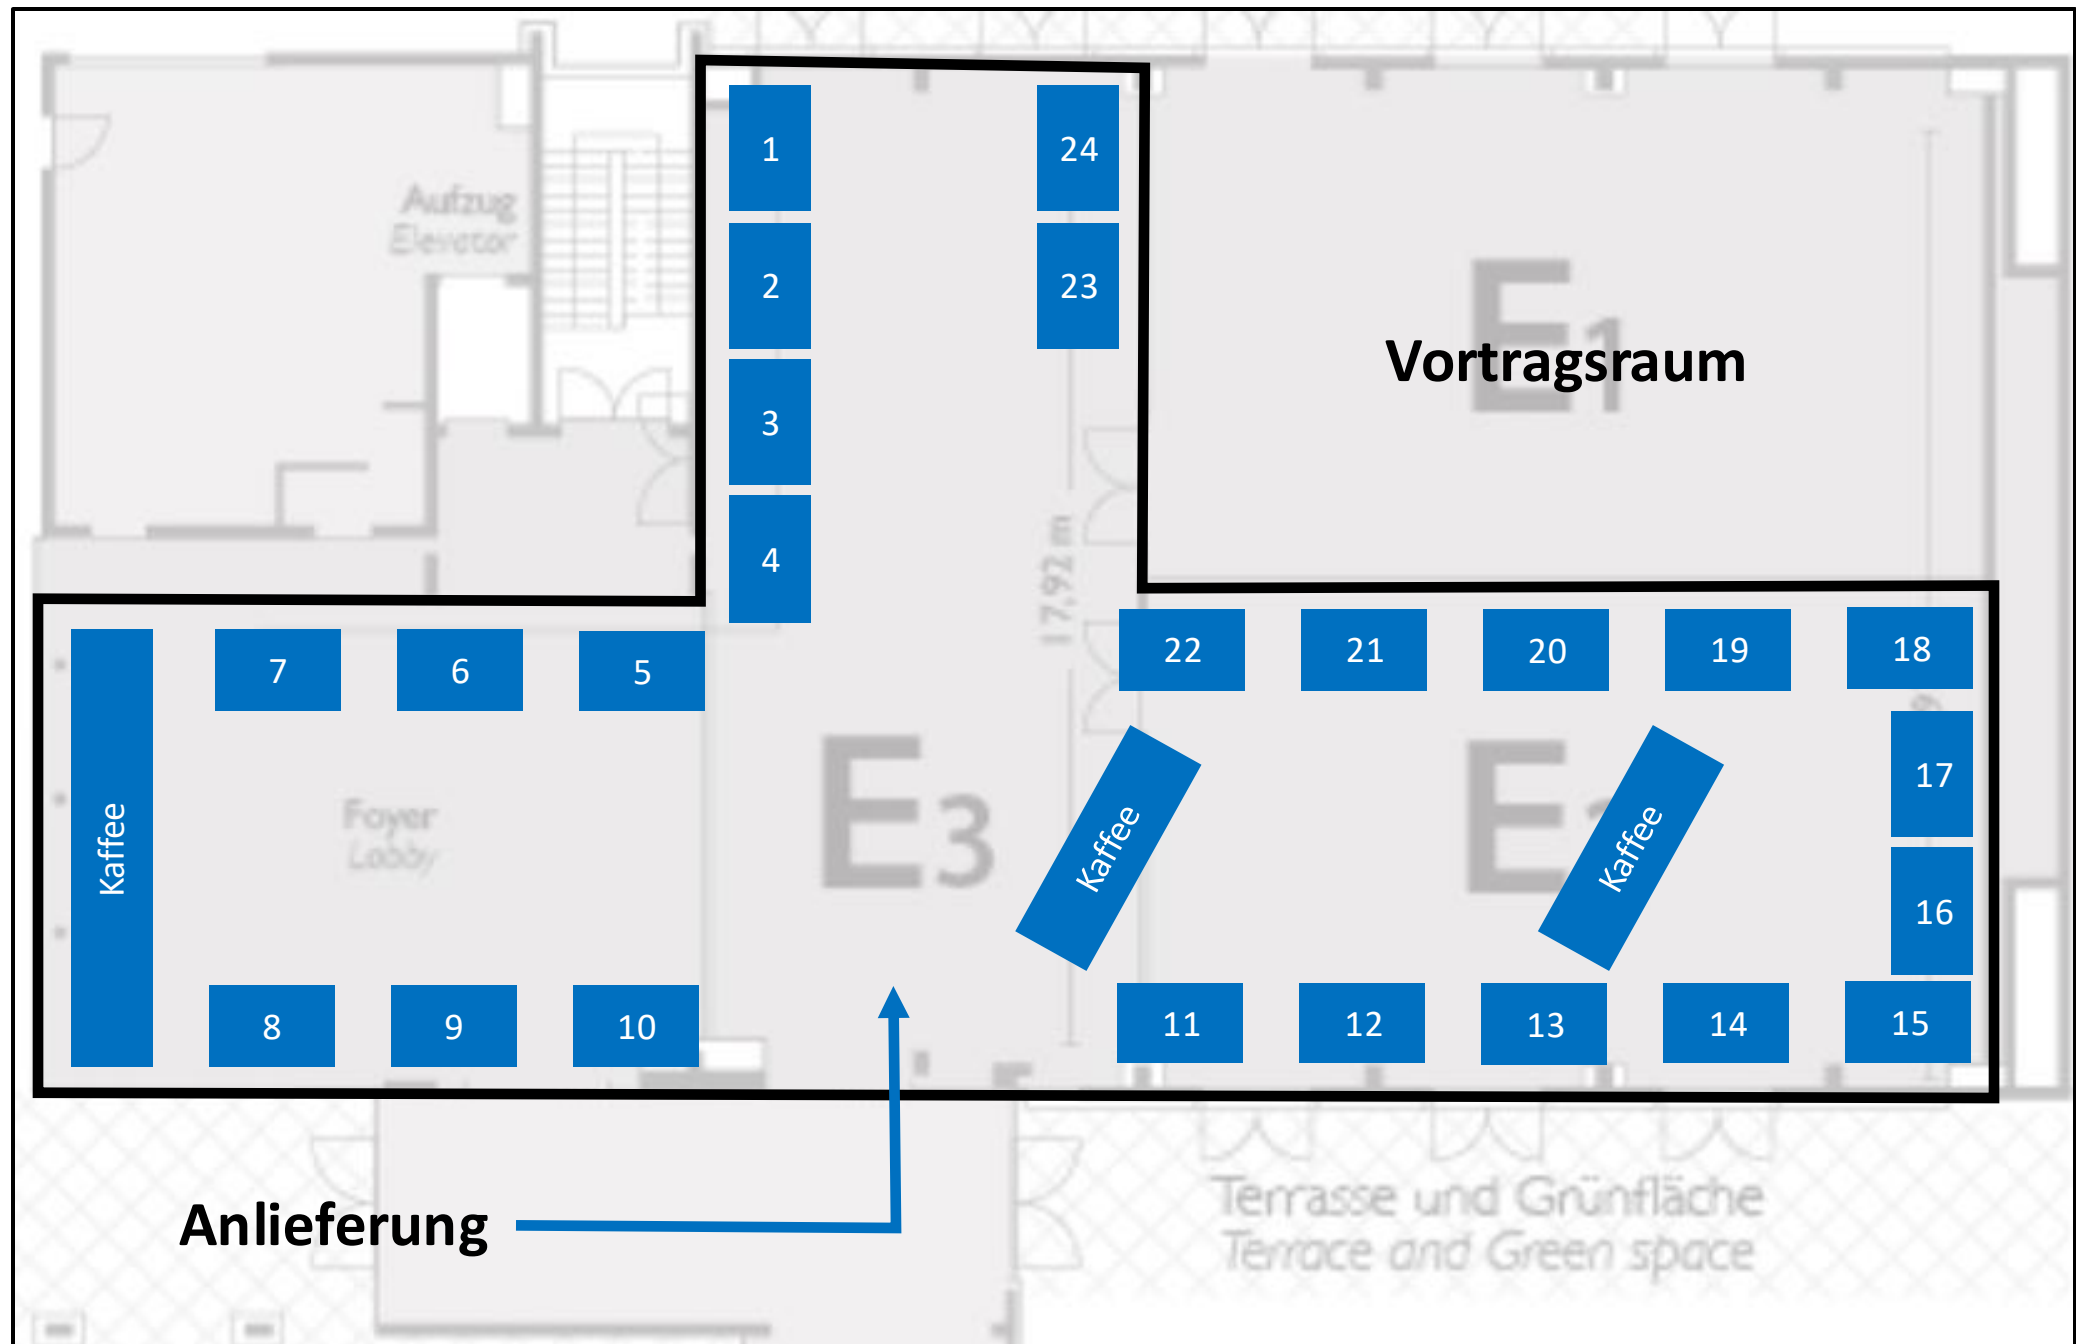 1
24
Aufzug
Elevator
2
23
E1
Vortragsraum
3
4
17,92 m
7
6
5
22
21
20
19
18
9
17
Foyer
Lobby
Kaffee
E3
Kaffee
E
Kaffee
16
8
9
10
11
12
13
14
15
Anlieferung
Terrasse und Grünfläche
Terrace and Green space